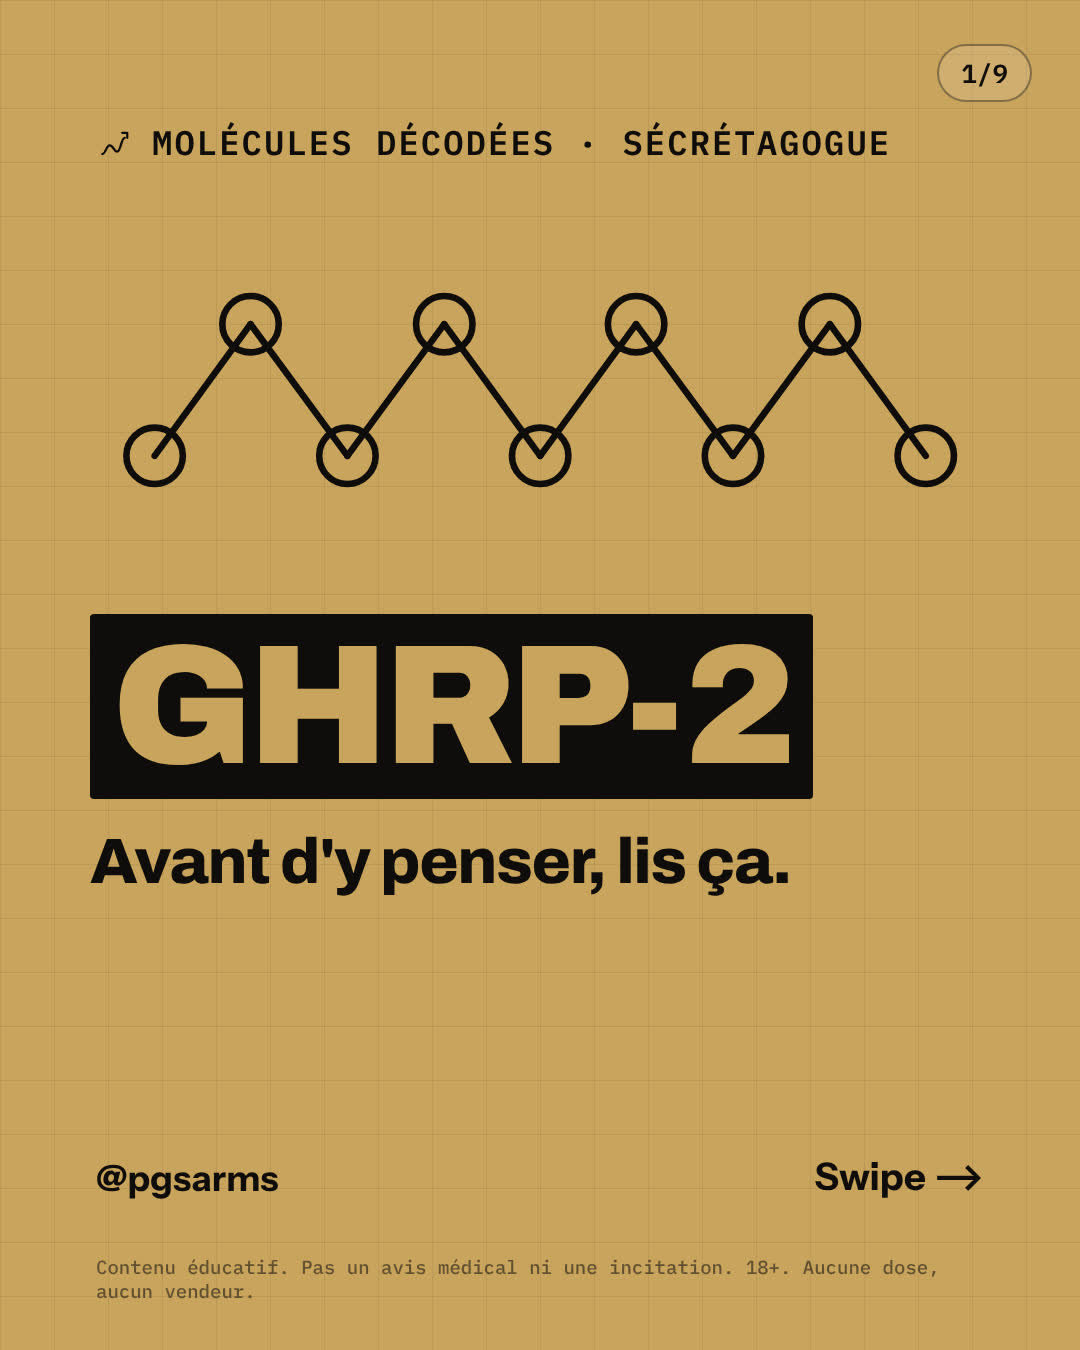 1/9
MOLÉCULES DÉCODÉES · SÉCRÉTAGOGUE
GHRP-2
Avant d'y penser, lis ça.
@pgsarms
Swipe →
Contenu éducatif. Pas un avis médical ni une incitation. 18+. Aucune dose,
aucun vendeur.